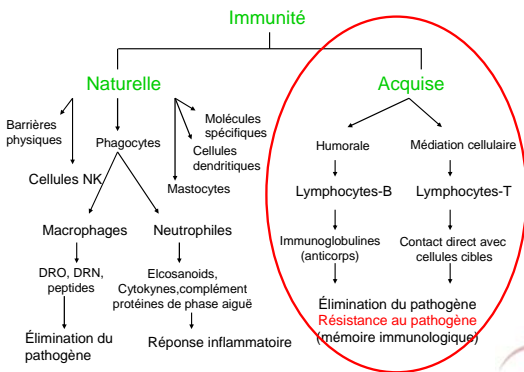 Immunité
Naturelle
Acquise
Barrières
physiques
Phagocytes
Molécules
spécifiques
Cellules
dendritiques
Cellules NK
Mastocytes
Humorale
Médiation cellulaire
Lymphocytes-B
Lymphocytes-T
Macrophages
Neutrophiles
Immunoglobulines
(anticorps)
Contact direct avec
cellules cibles
DRO, DRN,
peptides
Elcosanoids,
Cytokynes,complément
protéines de phase aiguë
Élimination du
pathogène
Réponse inflammatoire
Élimination du pathogène
Résistance au pathogène
(mémoire immunologique)